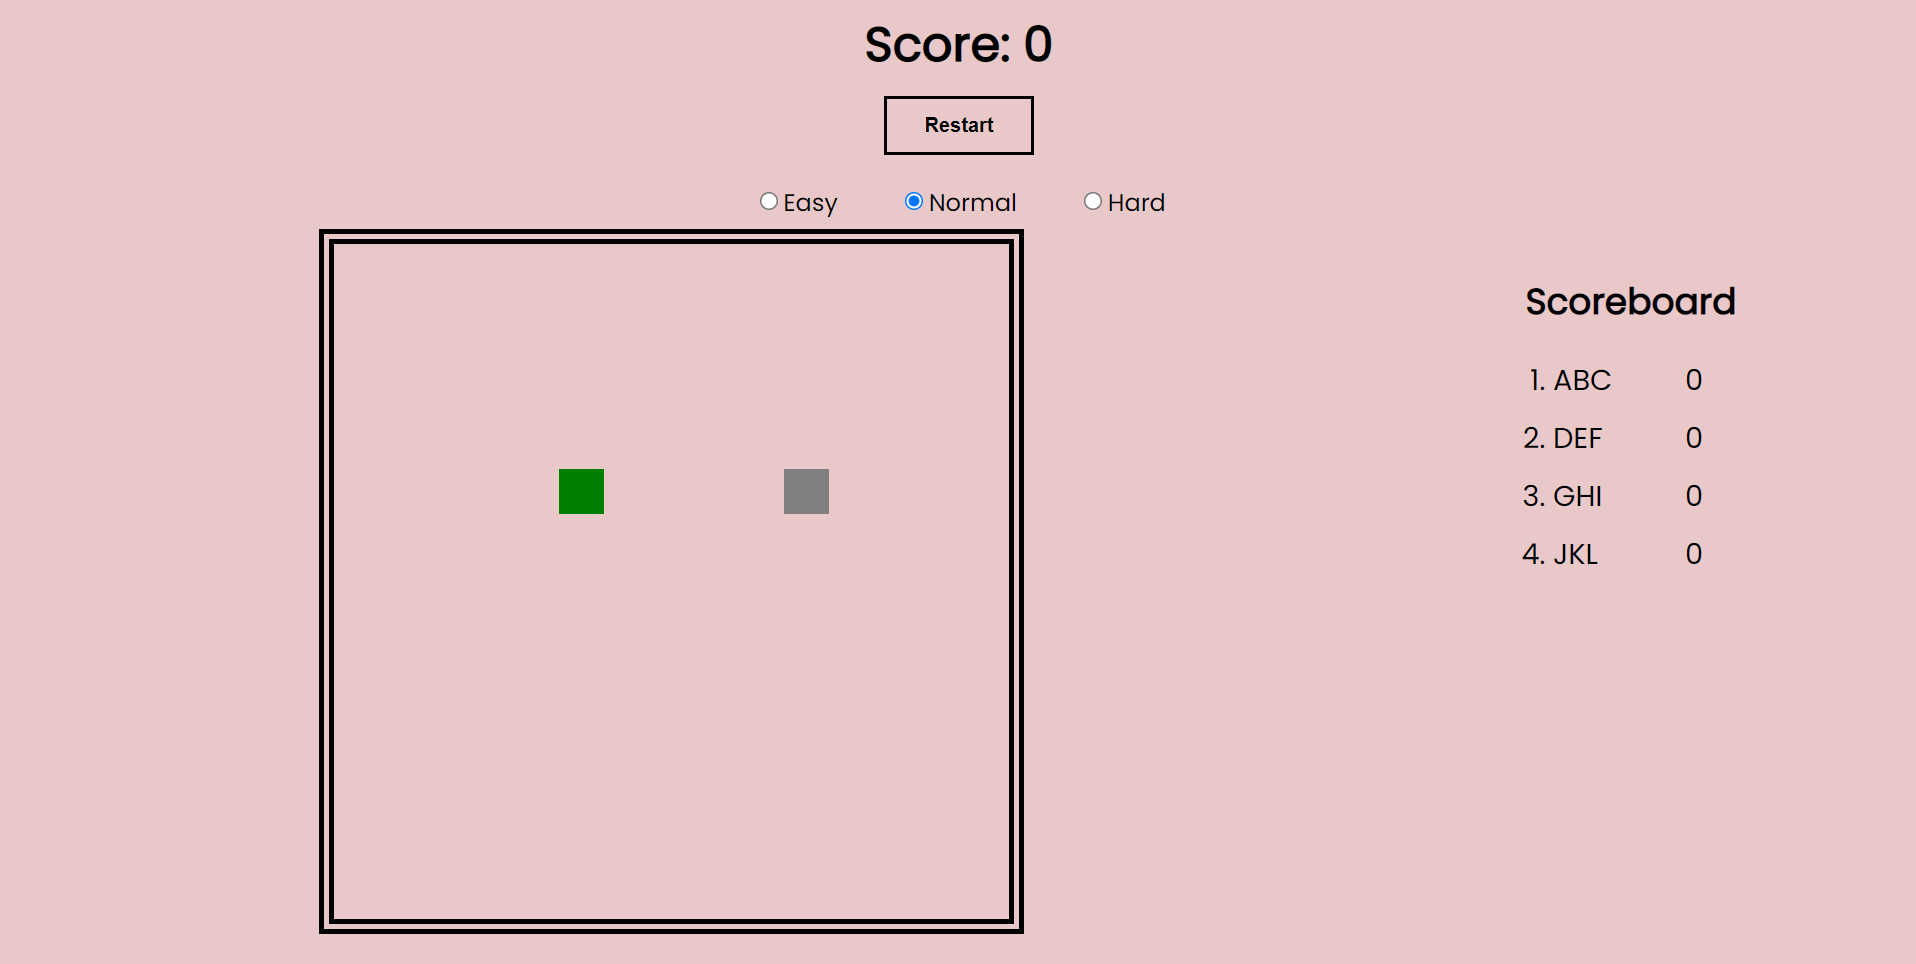 Score: 0
Restart
Easy Normal Hard
Scoreboard
1. ABC 0
2. DEF 0
3. GHI 0
4. JKL 0